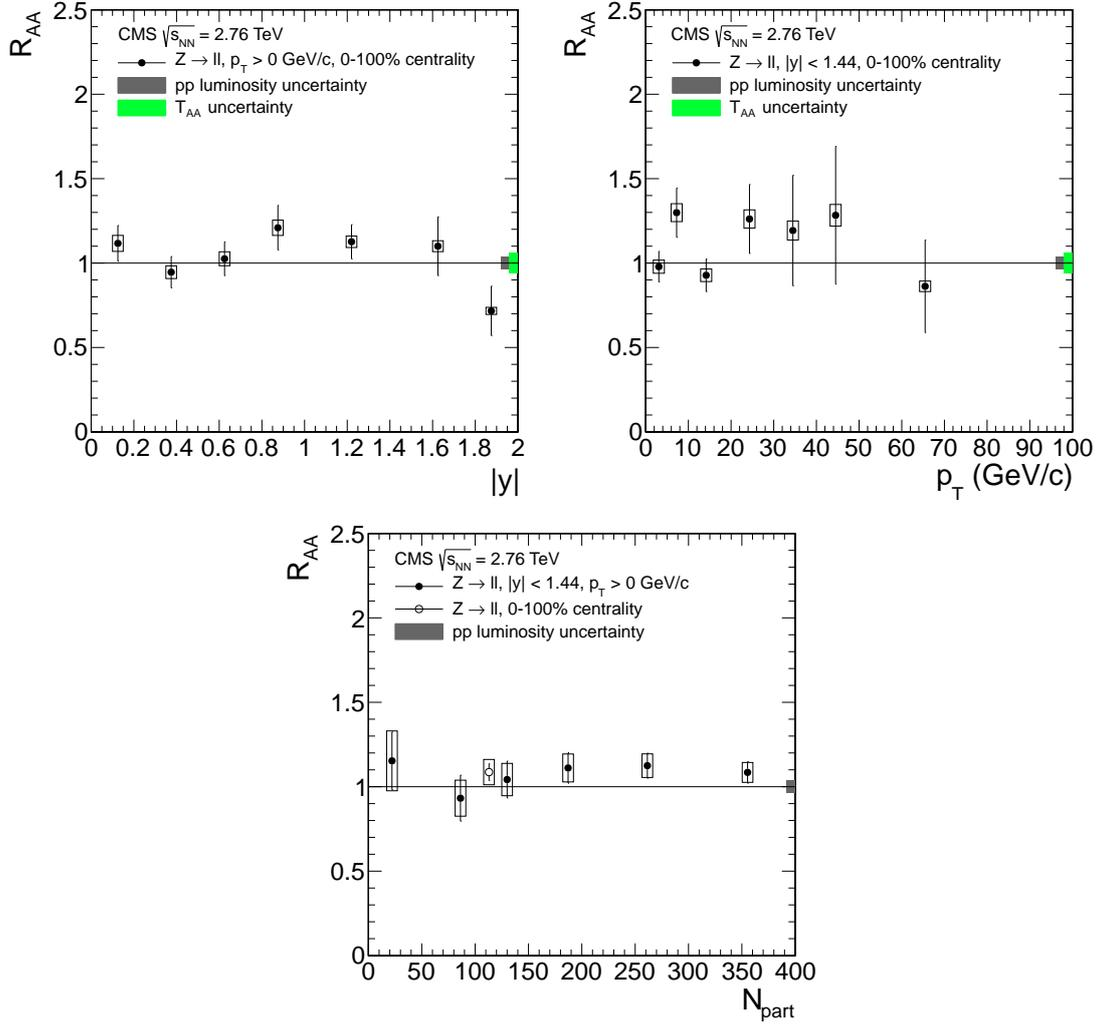 R_AA
2.5
2
1.5
1
0.5
0
CMS √s_NN = 2.76 TeV
Z → ll, p_T > 0 GeV/c, 0-100% centrality
pp luminosity uncertainty
T_AA uncertainty
0 0.2 0.4 0.6 0.8 1 1.2 1.4 1.6 1.8 2
|y|
R_AA
2.5
2
1.5
1
0.5
0
CMS √s_NN = 2.76 TeV
Z → ll, |y| < 1.44, 0-100% centrality
pp luminosity uncertainty
T_AA uncertainty
0 10 20 30 40 50 60 70 80 90 100
p_T (GeV/c)
R_AA
2.5
2
1.5
1
0.5
0
CMS √s_NN = 2.76 TeV
Z → ll, |y| < 1.44, p_T > 0 GeV/c
Z → ll, 0-100% centrality
pp luminosity uncertainty
0 50 100 150 200 250 300 350 400
N_part